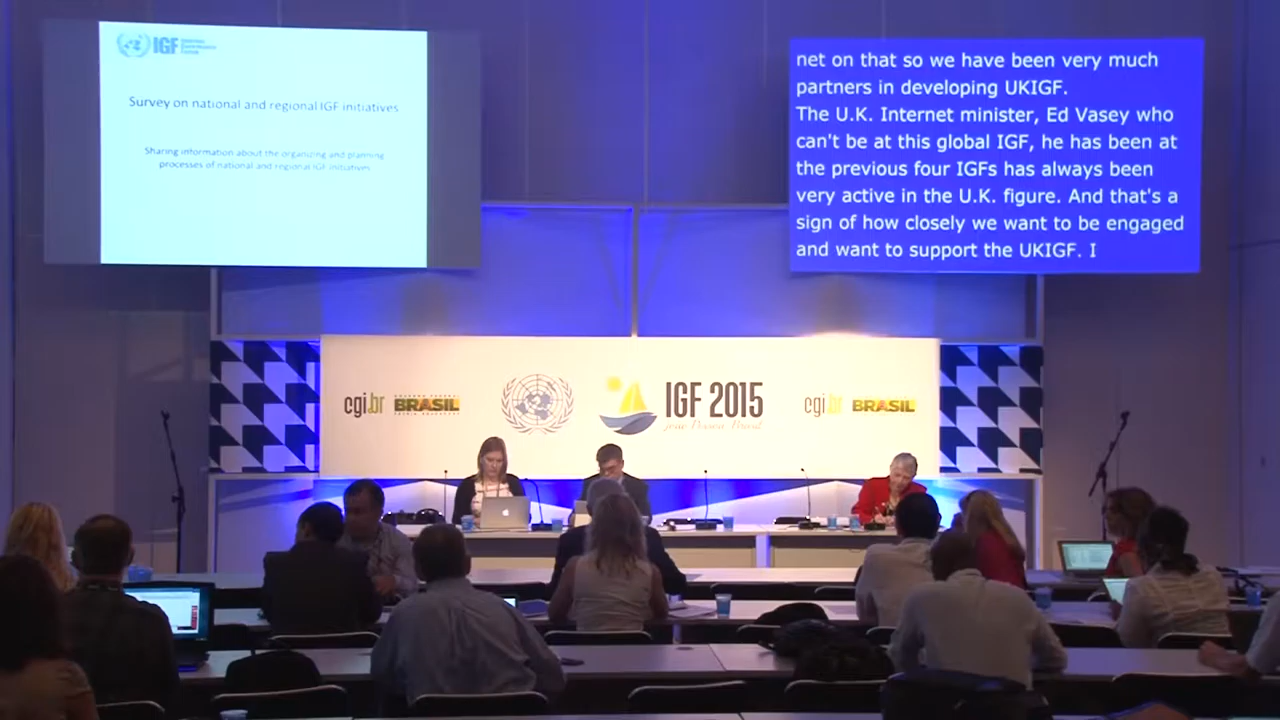 IGF
Survey on national and regional IGF initiatives
Sharing information about the organizing and planning
processes of national and regional IGF initiatives
net on that so we have been very much
partners in developing UKIGF.
The U.K. Internet minister, Ed Vasey who
can't be at this global IGF, he has been at
the previous four IGFs has always been
very active in the U.K. figure. And that's a
sign of how closely we want to be engaged
and want to support the UKIGF. I
cgi.br
BRASIL
IGF 2015
João Pessoa, Brasil
cgi.br
BRASIL